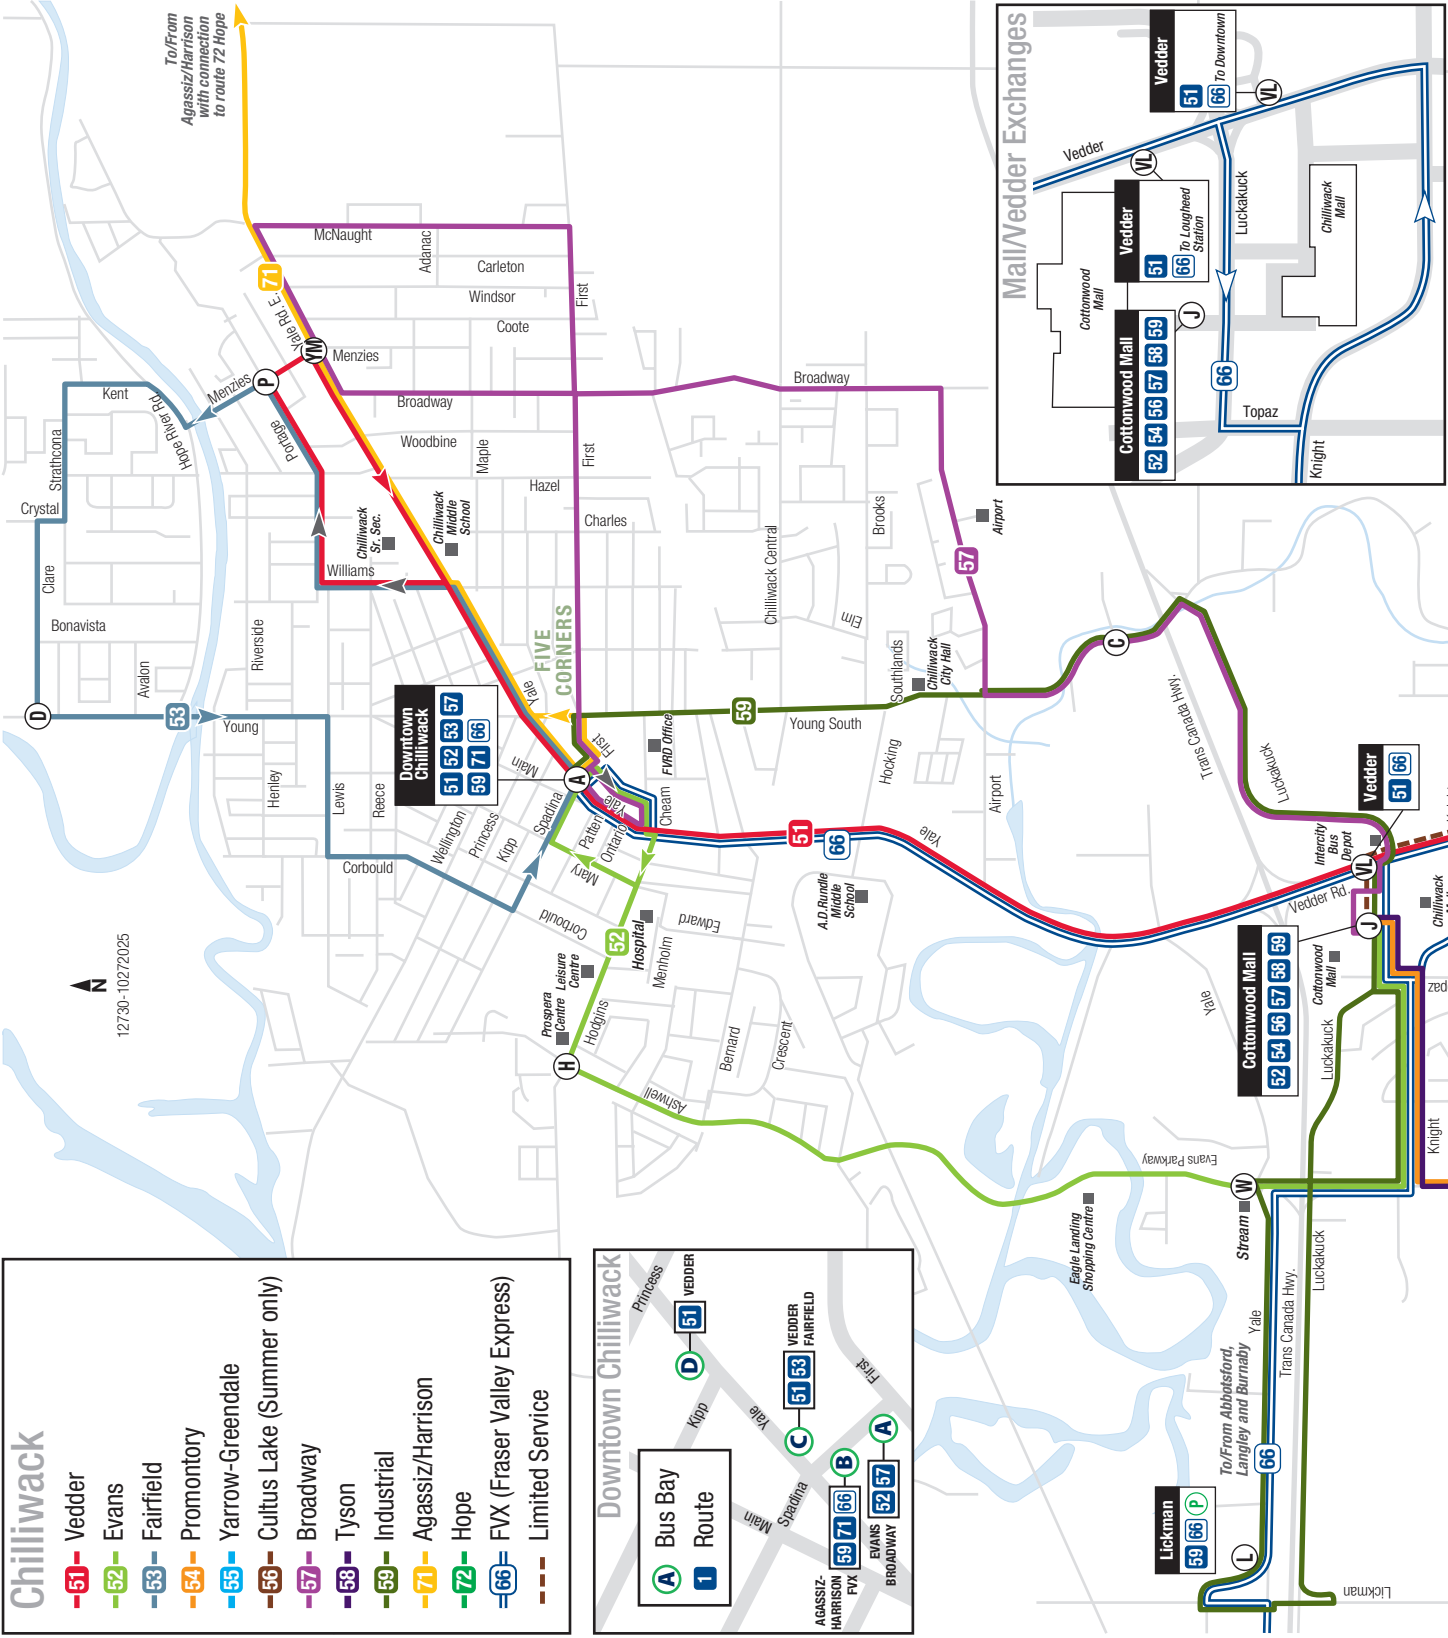 Chilliwack
51 Vedder
52 Evans
53 Fairfield
54 Promontory
55 Yarrow-Greendale
56 Cultus Lake (Summer only)
57 Broadway
58 Tyson
59 Industrial
71 Agassiz/Harrison
72 Hope
66 FVX (Fraser Valley Express)
Limited Service
N
12730-10272025
To/From
Agassiz/Harrison
with connection
to route 72 Hope
71
Yale Rd. E.
McNaught
Adanac
Carleton
Windsor
Coote
First
YM
Menzies
P
Menzies
Kent
Hope River Rd.
Strathcona
Crystal
Clare
Bonavista
Avalon
D
53
Young
Riverside
Henley
Lewis
Reece
Corbould
Portage
Broadway
Woodbine
Maple
Hazel
First
Charles
Broadway
Chilliwack
Sr. Sec.
Chilliwack
Middle
School
Williams
FIVE
CORNERS
Yale
Downtown
Chilliwack
51 52 53 57
59 71 66
Main
A
First
Spadina
Wellington
Princess
Kipp
Patten
Yale
Ontario
Mary
Cheam
FVRD Office
59
Young South
Southlands
Chilliwack
City Hall
Chilliwack Central
Elm
Brooks
Airport
57
Hocking
Airport
C
Trans Canada Hwy.
Luckakuck
51
66
Yale
A.D.Rundle
Middle
School
Corbould
Edward
52
Hospital
Menholm
Leisure
Centre
Prospera
Centre
Hodgins
H
Ashwell
Bernard
Crescent
Evans Parkway
Eagle Landing
Shopping Centre
W
Stream
Yale
Vedder
51 66
Intercity
Bus
Depot
VL
Vedder Rd.
J
Cottonwood Mall
52 54 56 57 58 59
Cottonwood
Mall
Chilliwack
Luckakuck
Knight
Luckakuck
Yale
Trans Canada Hwy.
To/From Abbotsford,
Langley and Burnaby
66
Lickman
59 66 P
L
Lickman
Downtown Chilliwack
A Bus Bay
1 Route
Princess
Kipp
Yale
Main
Spadina
First
D
51
VEDDER
C
51 53
VEDDER
FAIRFIELD
B
59 71 66
AGASSIZ-
HARRISON
FVX
A
52 57
EVANS
BROADWAY
Mall/Vedder Exchanges
Vedder
51
66 To Downtown
VL
Vedder
VL
Vedder
51
66 To Lougheed
Station
Cottonwood
Mall
Cottonwood Mall
52 54 56 57 58 59
J
Luckakuck
Chilliwack
Mall
66
Topaz
Knight